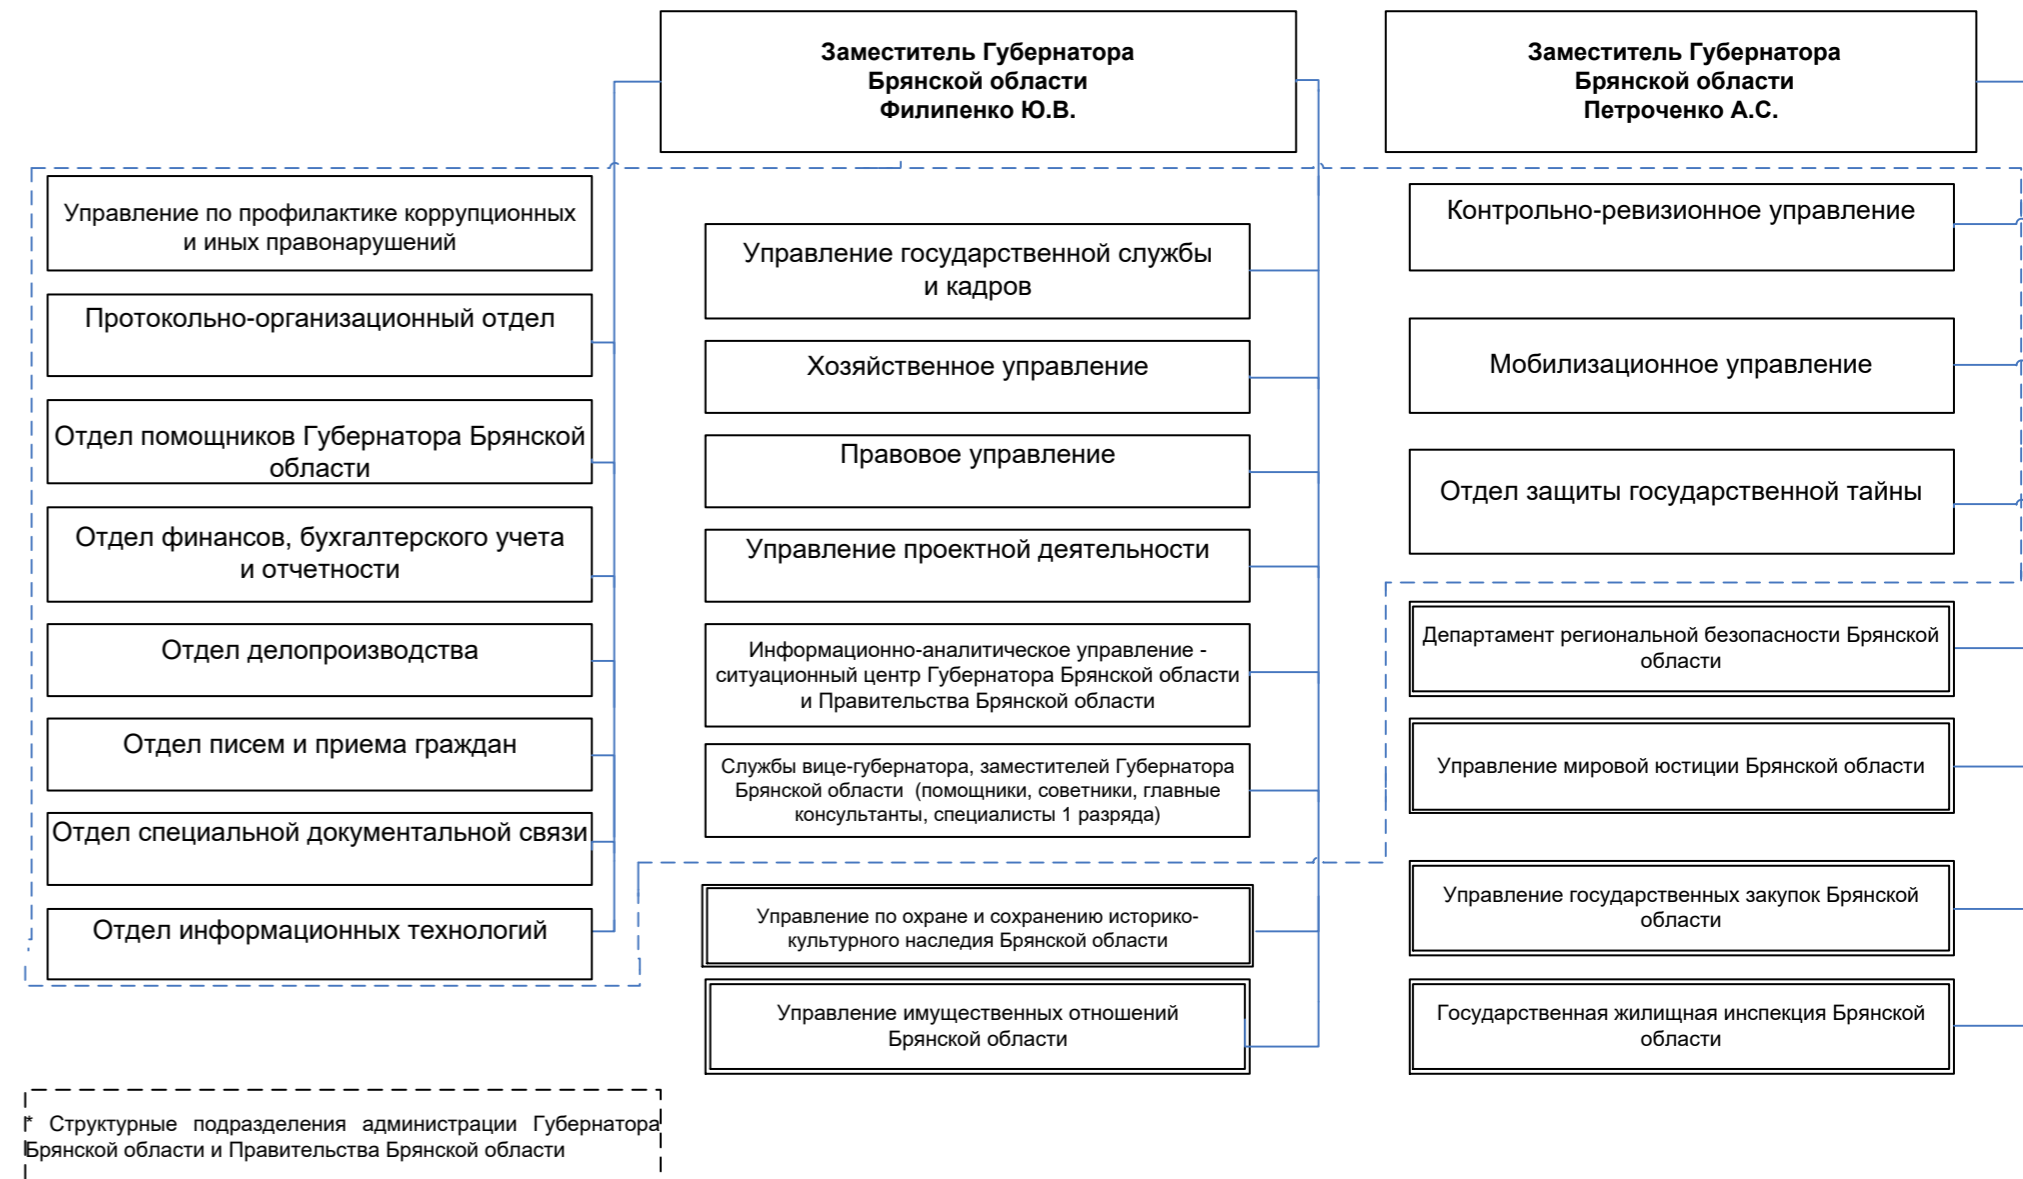 Заместитель Губернатора
Брянской области
Филипенко Ю.В.
Заместитель Губернатора
Брянской области
Петроченко А.С.
Управление по профилактике коррупционных
и иных правонарушений
Протокольно-организационный отдел
Отдел помощников Губернатора Брянской
области
Отдел финансов, бухгалтерского учета
и отчетности
Отдел делопроизводства
Отдел писем и приема граждан
Отдел специальной документальной связи
Отдел информационных технологий
Управление государственной службы
и кадров
Хозяйственное управление
Правовое управление
Управление проектной деятельности
Информационно-аналитическое управление -
ситуационный центр Губернатора Брянской области
и Правительства Брянской области
Службы вице-губернатора, заместителей Губернатора
Брянской области (помощники, советники, главные
консультанты, специалисты 1 разряда)
Управление по охране и сохранению историко-
культурного наследия Брянской области
Управление имущественных отношений
Брянской области
Контрольно-ревизионное управление
Мобилизационное управление
Отдел защиты государственной тайны
Департамент региональной безопасности Брянской
области
Управление мировой юстиции Брянской области
Управление государственных закупок Брянской
области
Государственная жилищная инспекция Брянской
области
* Структурные подразделения администрации Губернатора
Брянской области и Правительства Брянской области